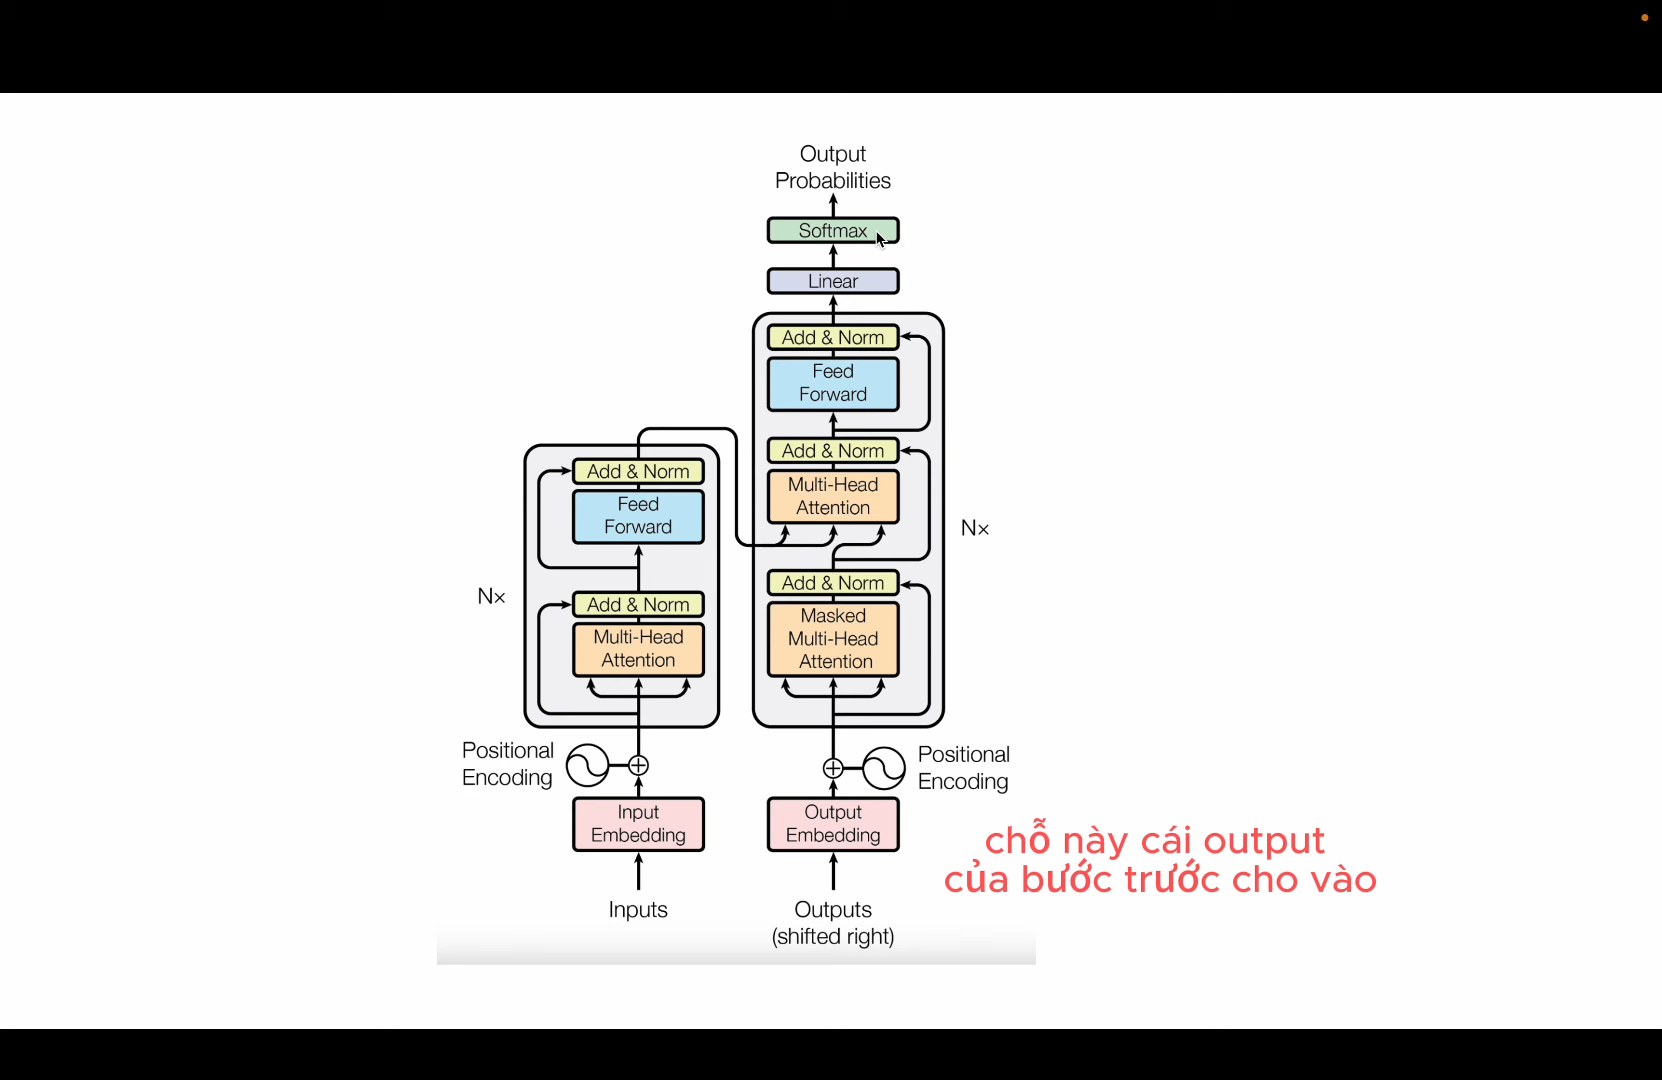 Output
Probabilities
Softmax
Linear
Add & Norm
Feed
Forward
Add & Norm
Multi-Head
Attention
Add & Norm
Masked
Multi-Head
Attention
Nx
Add & Norm
Feed
Forward
Add & Norm
Multi-Head
Attention
Nx
Positional
Encoding
Positional
Encoding
Input
Embedding
Output
Embedding
Inputs
Outputs
(shifted right)
chỗ này cái output
của bước trước cho vào